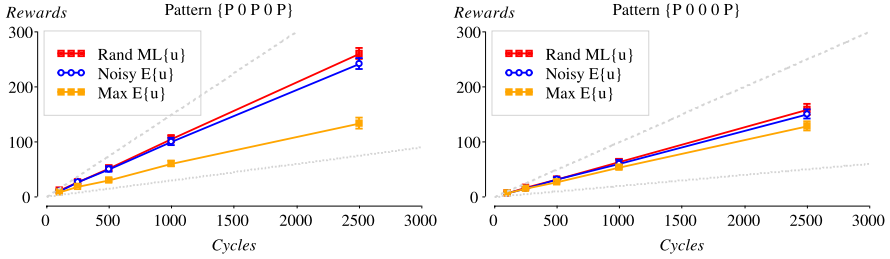 Rewards
Pattern {P 0 P 0 P}
300
200
100
0
Rand ML{u}
Noisy E{u}
Max E{u}
0 500 1000 1500 2000 2500 3000
Cycles
Rewards
Pattern {P 0 0 0 P}
300
200
100
0
Rand ML{u}
Noisy E{u}
Max E{u}
0 500 1000 1500 2000 2500 3000
Cycles